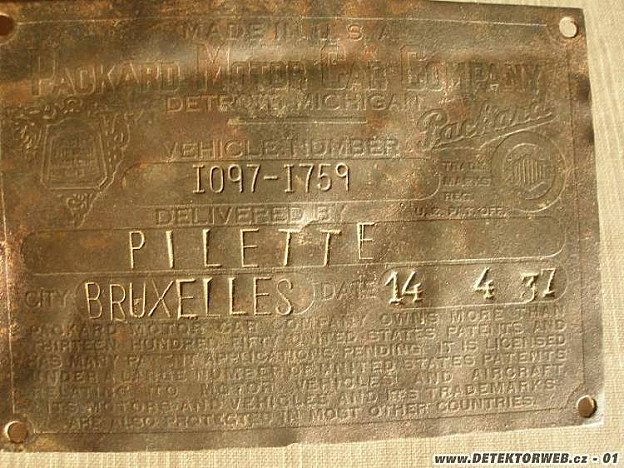 MADE IN U.S.A.
PACKARD MOTOR CAR COMPANY
DETROIT, MICHIGAN
Packard
VEHICLE NUMBER
TRADE
MARKS
REG.
U.S. PAT. OFF.
1097-1759
DELIVERED BY
PILETTE
CITY BRUXELLES DATE 14 4 37
PACKARD MOTOR CAR COMPANY OWNS MORE THAN
THIRTEEN HUNDRED FIFTY UNITED STATES PATENTS AND
HAS MANY PATENT APPLICATIONS PENDING. IT IS LICENSED
UNDER A LARGE NUMBER OF UNITED STATES PATENTS
RELATING TO MOTOR VEHICLES AND AIRCRAFT.
ITS MOTORS AND VEHICLES AND ITS TRADEMARKS
ARE ALSO PROTECTED IN MOST OTHER COUNTRIES.
www.DETEKTORWEB.cz - 01